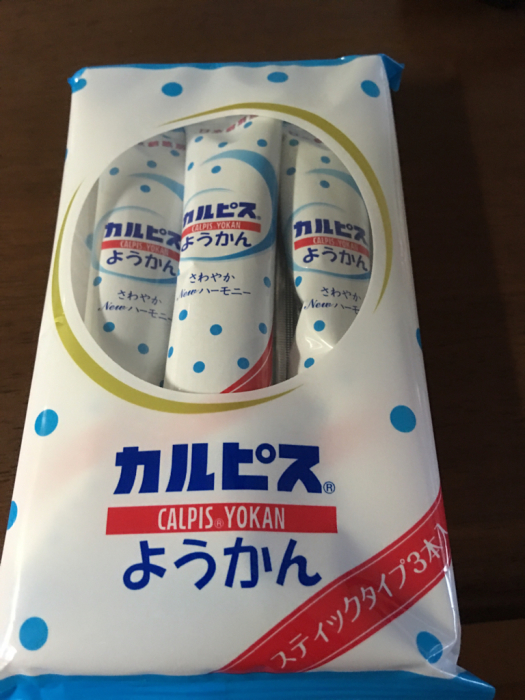 カルピス®
CALPIS YOKAN
ようかん
さわやか
Newハーモニー
カルピス®
CALPIS YOKAN
ようかん
さわやか
Newハーモニー
カルピス®
CALPIS YOKAN
ようかん
さわやか
Newハーモニー
カルピス®
CALPIS® YOKAN
ようかん
スティックタイプ3本入